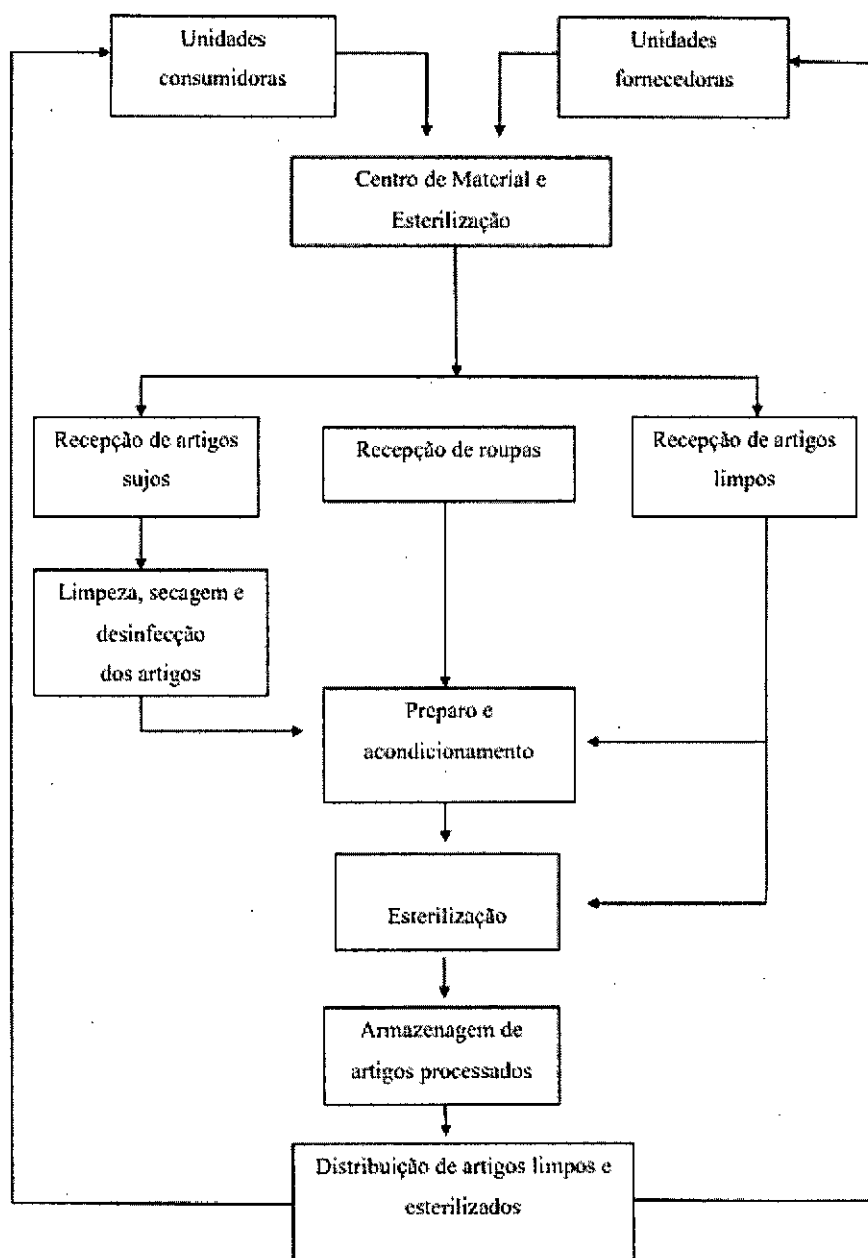 Unidades
consumidoras
Unidades
fornecedoras
Centro de Material e
Esterilização
Recepção de artigos
sujos
Recepção de roupas
Recepção de artigos
limpos
Limpeza, secagem e
desinfecção
dos artigos
Preparo e
acondicionamento
Esterilização
Armazenagem de
artigos processados
Distribuição de artigos limpos e
esterilizados